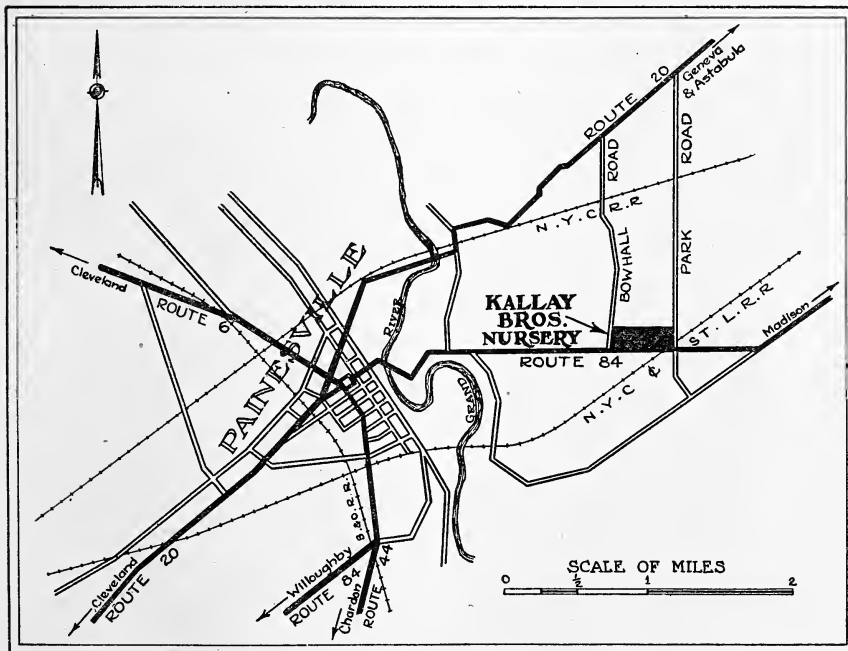 Geneva
& Astabula
ROUTE 20
ROAD
ROAD
N.Y.C R.R
BOWHALL
PARK
Cleveland
ROUTE 6
PAINESVILLE
RIVER
KALLAY
BROS.
NURSERY
ST. L. R.R
Madison
ROUTE 84
N.Y.C &
GRAND
B.&O. R.R.
Cleveland
ROUTE 20
Willoughby
ROUTE 84
Chardon
ROUTE 44
SCALE OF MILES
0 ½ 1 2